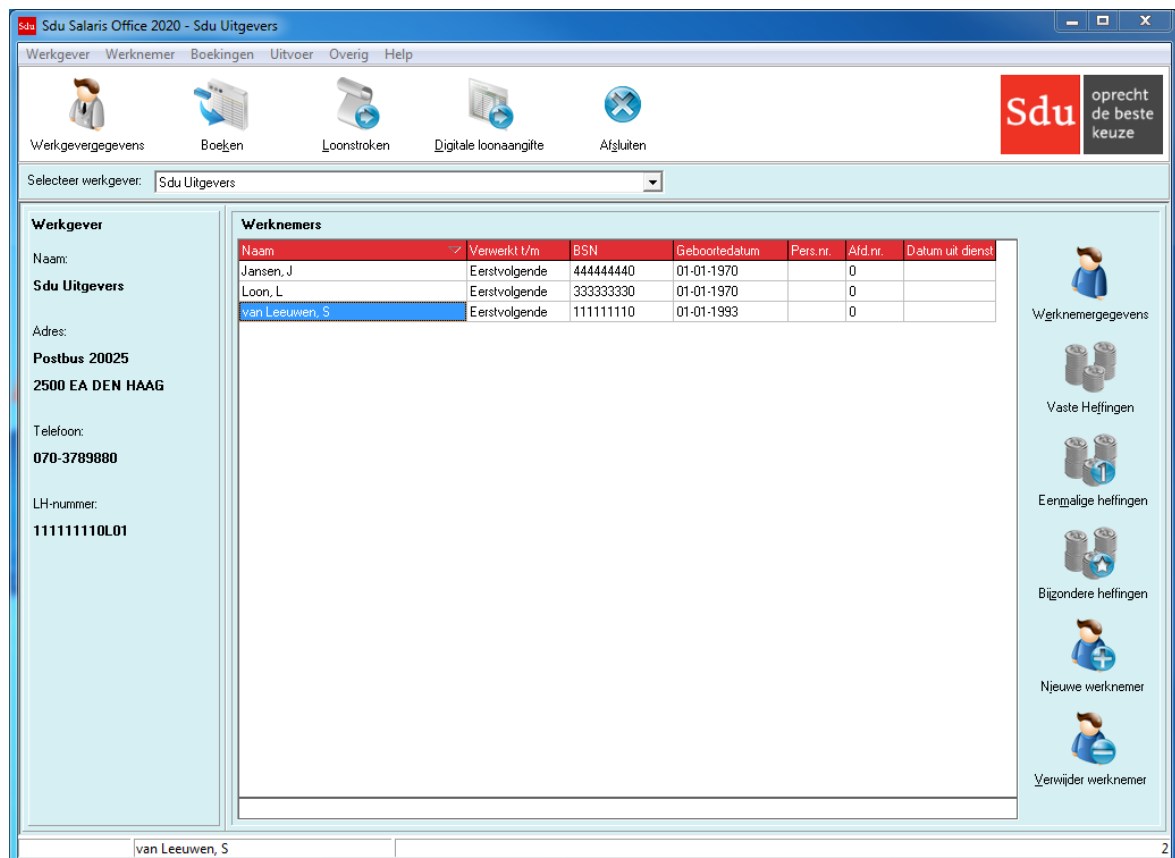 Sdu Sdu Salaris Office 2020 - Sdu Uitgevers
Werkgever Werknemer Boekingen Uitvoer Overig Help
Werkgevergegevens Boeken Loonstroken Digitale loonaangifte Afsluiten
Sdu
oprecht
de beste
keuze
Selecteer werkgever: Sdu Uitgevers
Werkgever
Naam:
Sdu Uitgevers
Adres:
Postbus 20025
2500 EA DEN HAAG
Telefoon:
070-3789880
LH-nummer:
111111110L01
Werknemers
Naam Verwerkt t/m BSN Geboortedatum Pers.nr. Afd.nr. Datum uit dienst
Jansen, J Eerstvolgende 444444440 01-01-1970 0
Loon, L Eerstvolgende 333333330 01-01-1970 0
van Leeuwen, S Eerstvolgende 111111110 01-01-1993 0
Werknemergegevens
Vaste Heffingen
1
Eenmalige heffingen
Bijzondere heffingen
Nieuwe werknemer
Verwijder werknemer
van Leeuwen, S 2